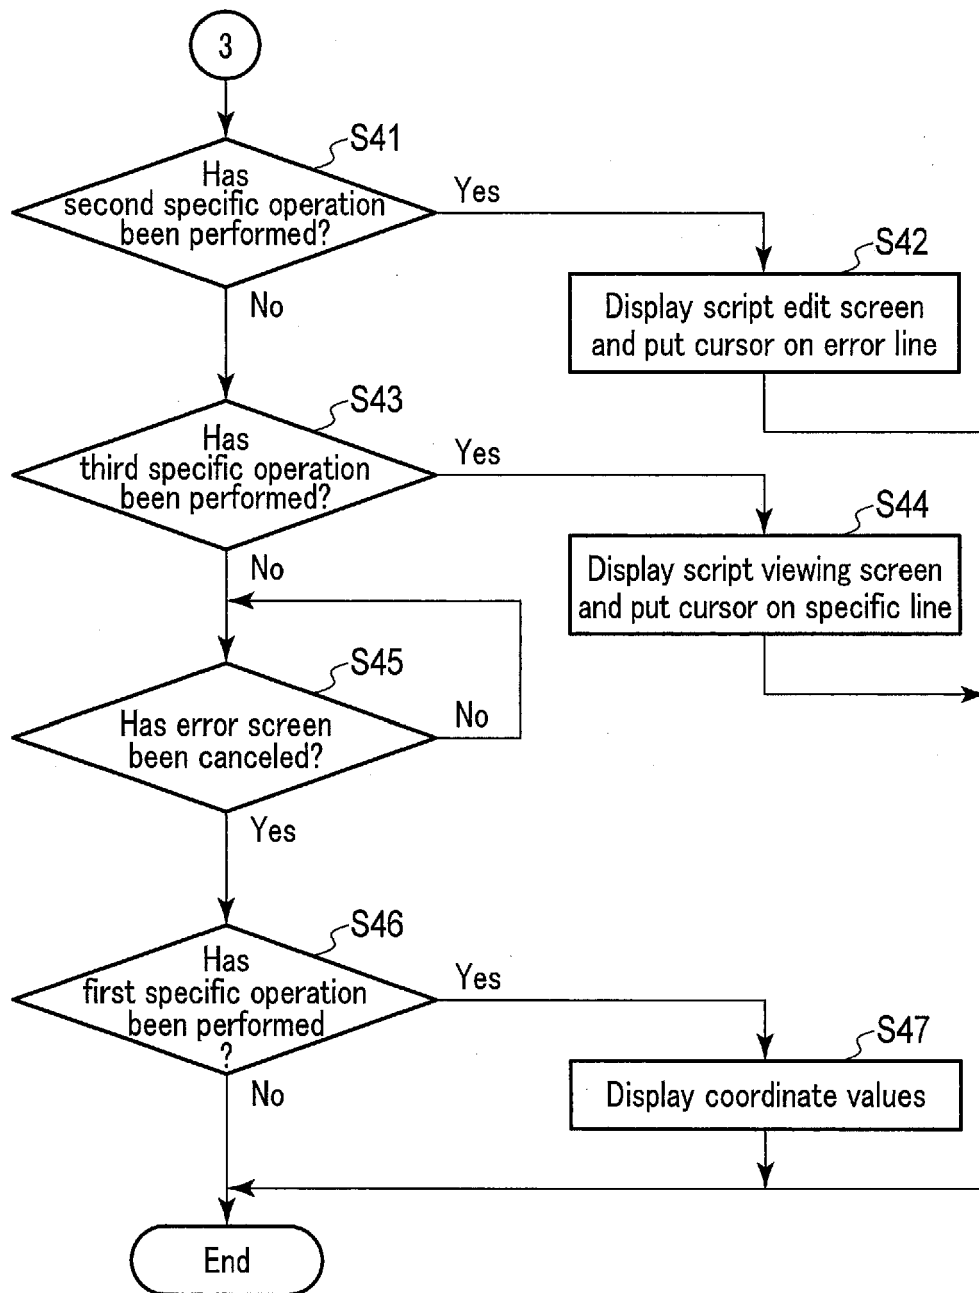 3
S41
Has
second specific operation
been performed?
Yes
No
S42
Display script edit screen
and put cursor on error line
S43
Has
third specific operation
been performed?
Yes
No
S44
Display script viewing screen
and put cursor on specific line
S45
Has error screen
been canceled?
No
Yes
S46
Has
first specific operation
been performed
?
Yes
No
S47
Display coordinate values
End